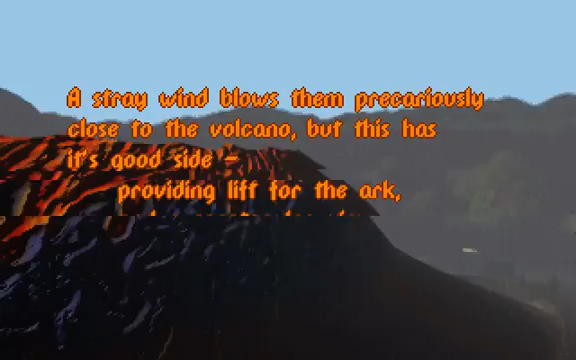 A stray wind blows them precariously
close to the volcano, but this has
it's good side -
providing lift for the ark,